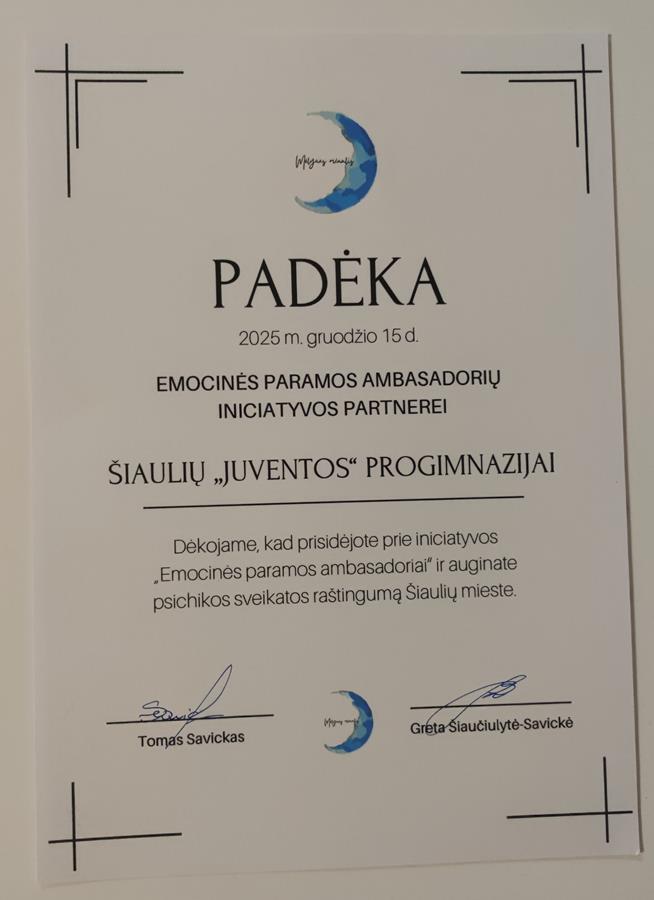 PADĖKA
2025 m. gruodžio 15 d.
EMOCINĖS PARAMOS AMBASADORIŲ
INICIATYVOS PARTNEREI
ŠIAULIŲ „JUVENTOS“ PROGIMNAZIJAI
Dėkojame, kad prisidėjote prie iniciatyvos
„Emocinės paramos ambasadoriai“ ir auginate
psichikos sveikatos raštingumą Šiaulių mieste.
Tomas Savickas
Greta Šiaučiulytė-Savickė